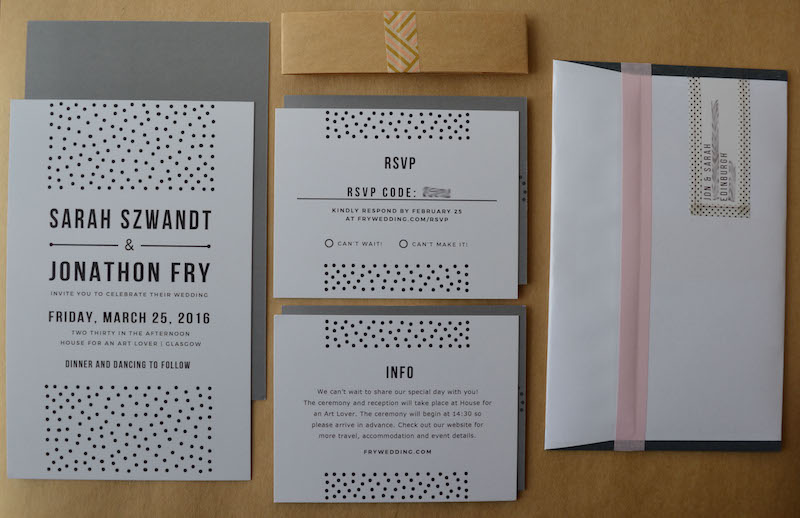 SARAH SZWANDT
&
JONATHON FRY
INVITE YOU TO CELEBRATE THEIR WEDDING
FRIDAY, MARCH 25, 2016
TWO THIRTY IN THE AFTERNOON
HOUSE FOR AN ART LOVER | GLASGOW
DINNER AND DANCING TO FOLLOW
RSVP
RSVP CODE:
KINDLY RESPOND BY FEBRUARY 25
AT FRYWEDDING.COM/RSVP
CAN'T WAIT! CAN'T MAKE IT!
INFO
We can't wait to share our special day with you!
The ceremony and reception will take place at House for
an Art Lover. The ceremony will begin at 14:30 so
please arrive in advance. Check out our website for
more travel, accommodation and event details.
FRYWEDDING.COM
JON & SARAH
EDINBURGH